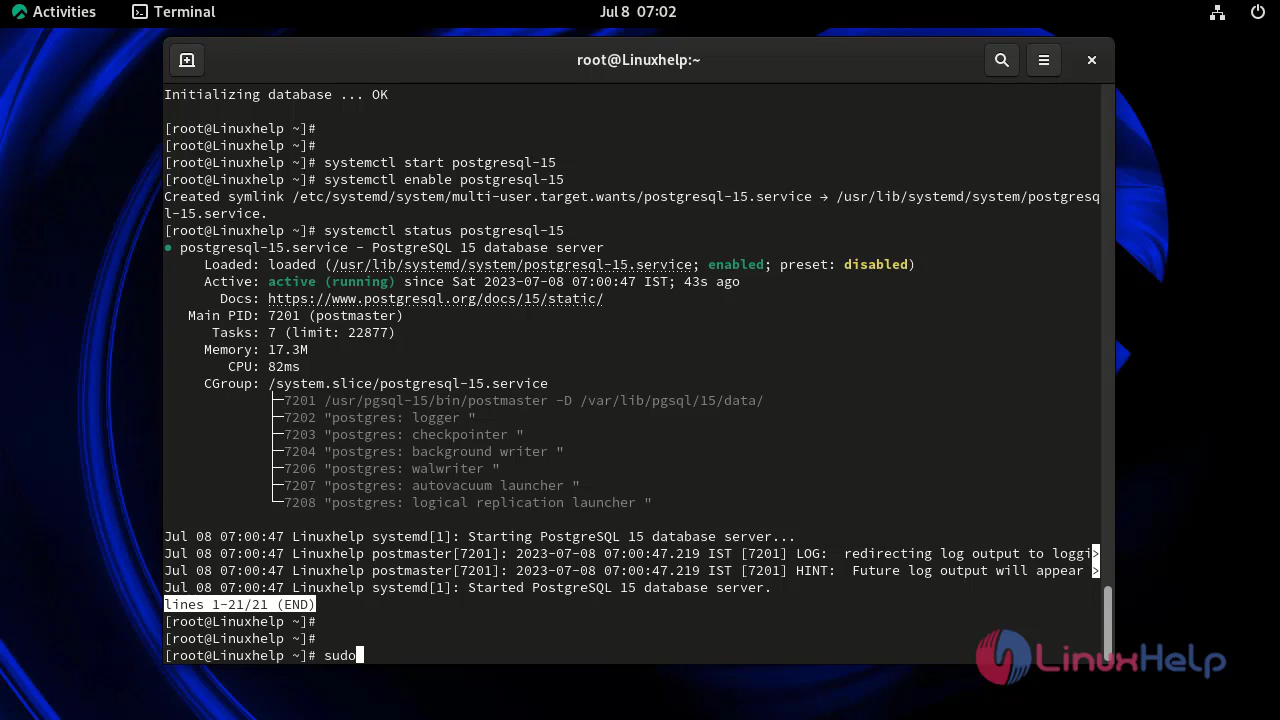 Activities Terminal Jul 8 07:02
root@Linuxhelp:~
Initializing database ... OK
[root@Linuxhelp ~]#
[root@Linuxhelp ~]#
[root@Linuxhelp ~]# systemctl start postgresql-15
[root@Linuxhelp ~]# systemctl enable postgresql-15
Created symlink /etc/systemd/system/multi-user.target.wants/postgresql-15.service → /usr/lib/systemd/system/postgresq
l-15.service.
[root@Linuxhelp ~]# systemctl status postgresql-15
● postgresql-15.service - PostgreSQL 15 database server
Loaded: loaded (/usr/lib/systemd/system/postgresql-15.service; enabled; preset: disabled)
Active: active (running) since Sat 2023-07-08 07:00:47 IST; 43s ago
Docs: https://www.postgresql.org/docs/15/static/
Main PID: 7201 (postmaster)
Tasks: 7 (limit: 22877)
Memory: 17.3M
CPU: 82ms
CGroup: /system.slice/postgresql-15.service
├─7201 /usr/pgsql-15/bin/postmaster -D /var/lib/pgsql/15/data/
├─7202 "postgres: logger "
├─7203 "postgres: checkpointer "
├─7204 "postgres: background writer "
├─7206 "postgres: walwriter "
├─7207 "postgres: autovacuum launcher "
└─7208 "postgres: logical replication launcher "
Jul 08 07:00:47 Linuxhelp systemd[1]: Starting PostgreSQL 15 database server...
Jul 08 07:00:47 Linuxhelp postmaster[7201]: 2023-07-08 07:00:47.219 IST [7201] LOG:  redirecting log output to loggi>
Jul 08 07:00:47 Linuxhelp postmaster[7201]: 2023-07-08 07:00:47.219 IST [7201] HINT:  Future log output will appear >
Jul 08 07:00:47 Linuxhelp systemd[1]: Started PostgreSQL 15 database server.
lines 1-21/21 (END)
[root@Linuxhelp ~]#
[root@Linuxhelp ~]#
[root@Linuxhelp ~]# sudo
LinuxHelp